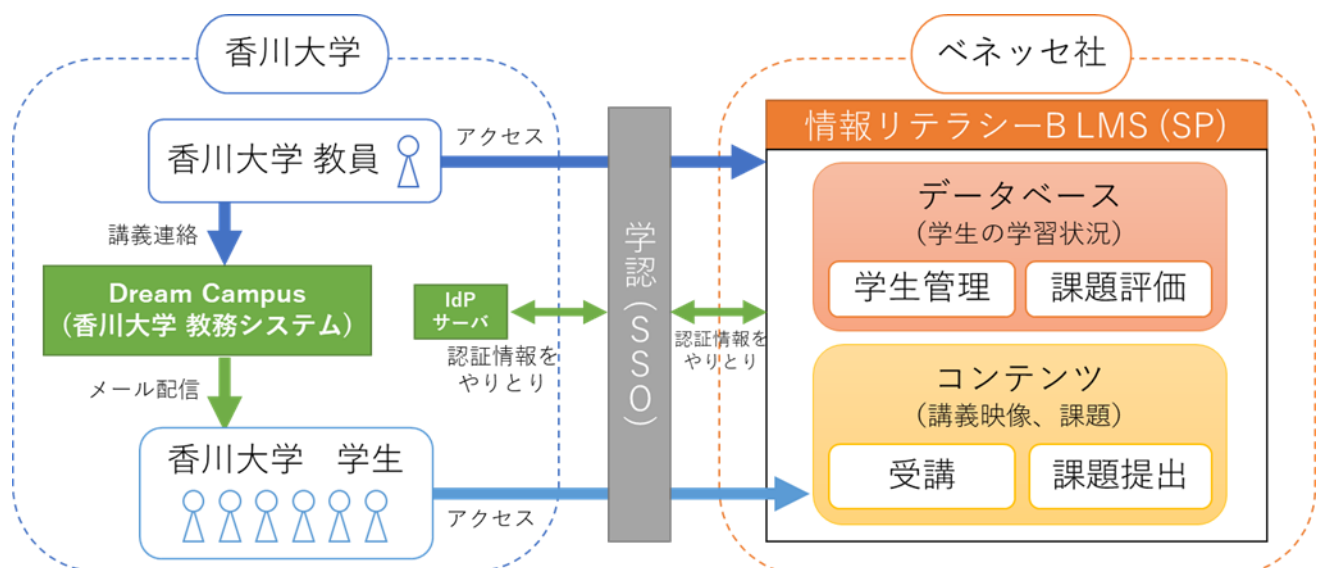 香川大学
ベネッセ社
香川大学 教員
アクセス
情報リテラシーB LMS (SP)
データベース
(学生の学習状況)
学生管理
課題評価
講義連絡
Dream Campus
(香川大学 教務システム)
IdP
サーバ
認証情報を
やりとり
学認(SSO)
認証情報を
やりとり
コンテンツ
(講義映像、課題)
受講
課題提出
メール配信
香川大学　学生
アクセス